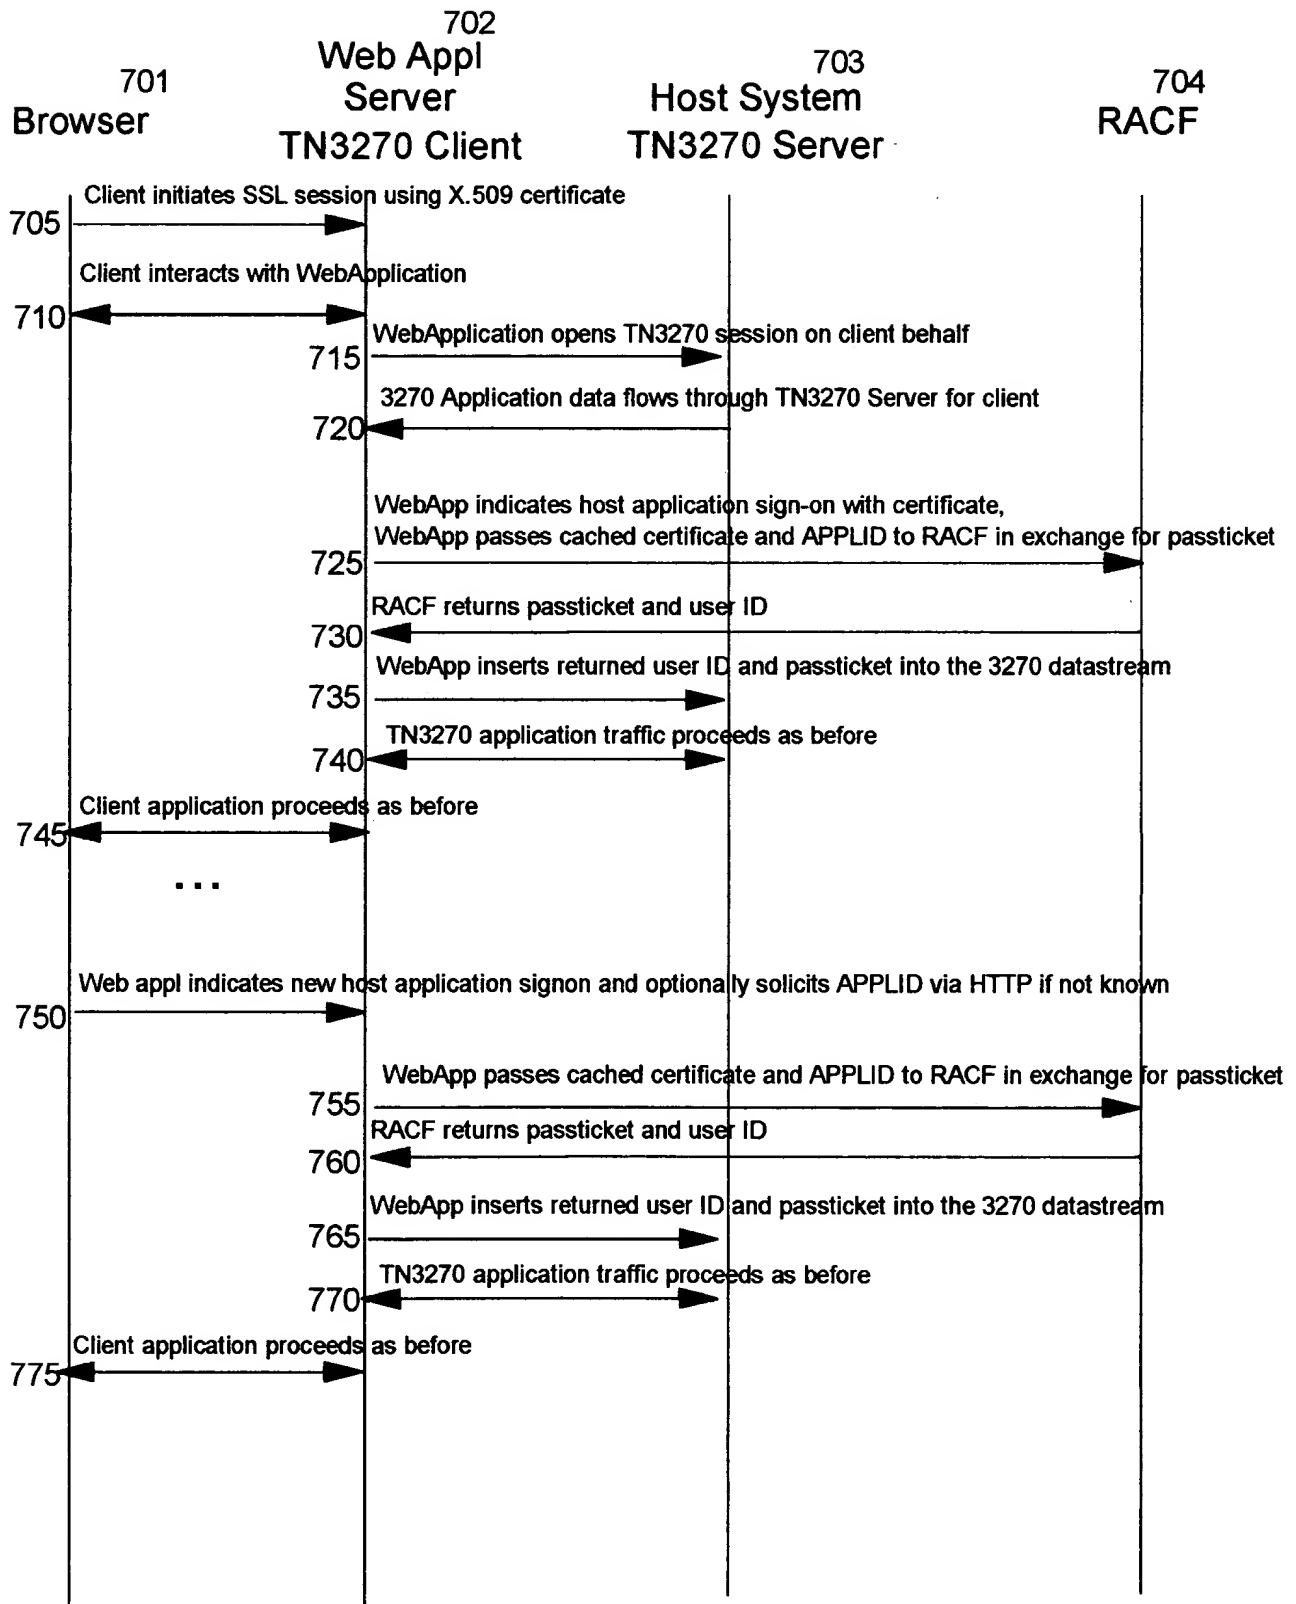 701
Browser
702
Web Appl
Server
TN3270 Client
703
Host System
TN3270 Server
704
RACF
Client initiates SSL session using X.509 certificate
705
Client interacts with WebApplication
710
WebApplication opens TN3270 session on client behalf
715
3270 Application data flows through TN3270 Server for client
720
WebApp indicates host application sign-on with certificate,
WebApp passes cached certificate and APPLID to RACF in exchange for passticket
725
RACF returns passticket and user ID
730
WebApp inserts returned user ID and passticket into the 3270 datastream
735
TN3270 application traffic proceeds as before
740
Client application proceeds as before
745
...
Web appl indicates new host application signon and optionally solicits APPLID via HTTP if not known
750
WebApp passes cached certificate and APPLID to RACF in exchange for passticket
755
RACF returns passticket and user ID
760
WebApp inserts returned user ID and passticket into the 3270 datastream
765
TN3270 application traffic proceeds as before
770
Client application proceeds as before
775